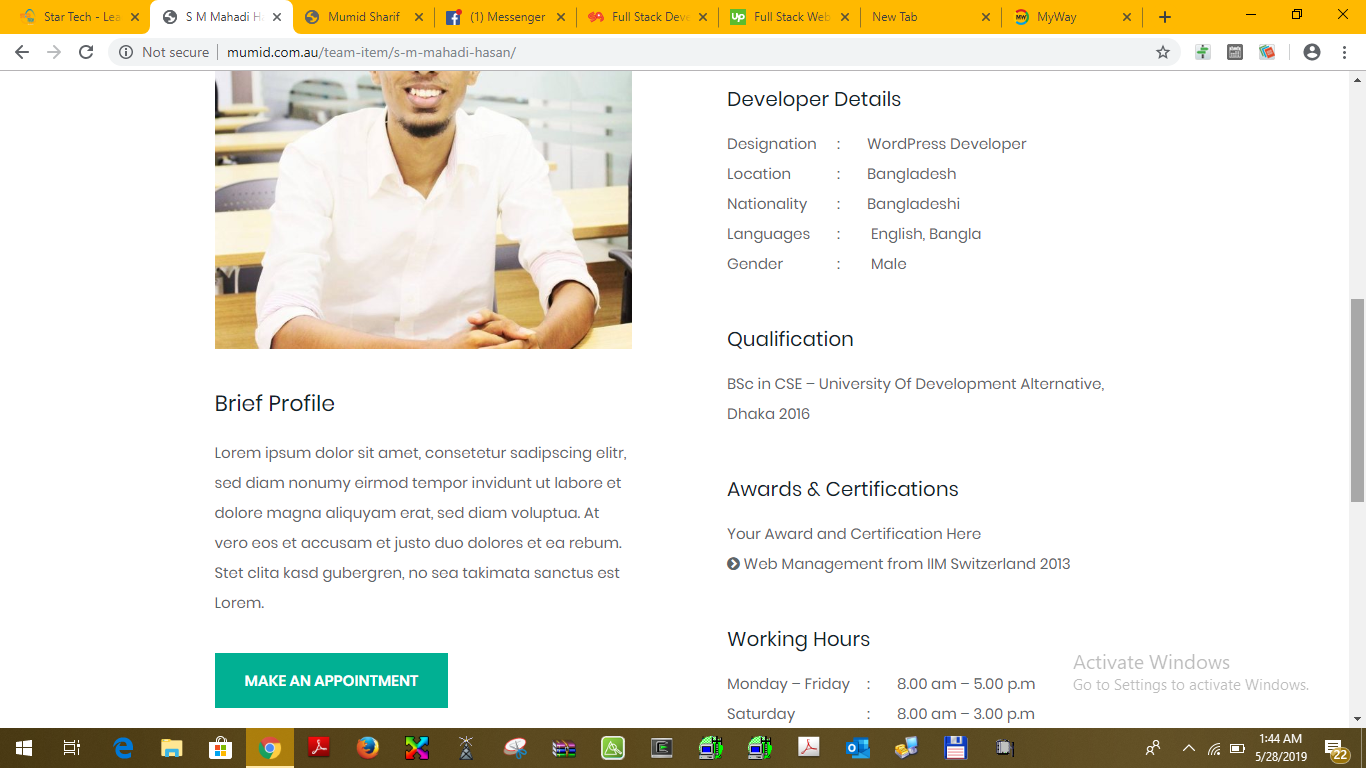 Star Tech - Lea
S M Mahadi Ha
Mumid Sharif
(1) Messenger
Full Stack Deve
Full Stack Web
New Tab
MyWay
Not secure
mumid.com.au/team-item/s-m-mahadi-hasan/
Brief Profile
Lorem ipsum dolor sit amet, consetetur sadipscing elitr,
sed diam nonumy eirmod tempor invidunt ut labore et
dolore magna aliquyam erat, sed diam voluptua. At
vero eos et accusam et justo duo dolores et ea rebum.
Stet clita kasd gubergren, no sea takimata sanctus est
Lorem.
MAKE AN APPOINTMENT
Developer Details
Designation : WordPress Developer
Location : Bangladesh
Nationality : Bangladeshi
Languages : English, Bangla
Gender : Male
Qualification
BSc in CSE – University Of Development Alternative,
Dhaka 2016
Awards & Certifications
Your Award and Certification Here
Web Management from IIM Switzerland 2013
Working Hours
Monday – Friday : 8.00 am – 5.00 p.m
Saturday : 8.00 am – 3.00 p.m
Activate Windows
Go to Settings to activate Windows.
1:44 AM
5/28/2019
22